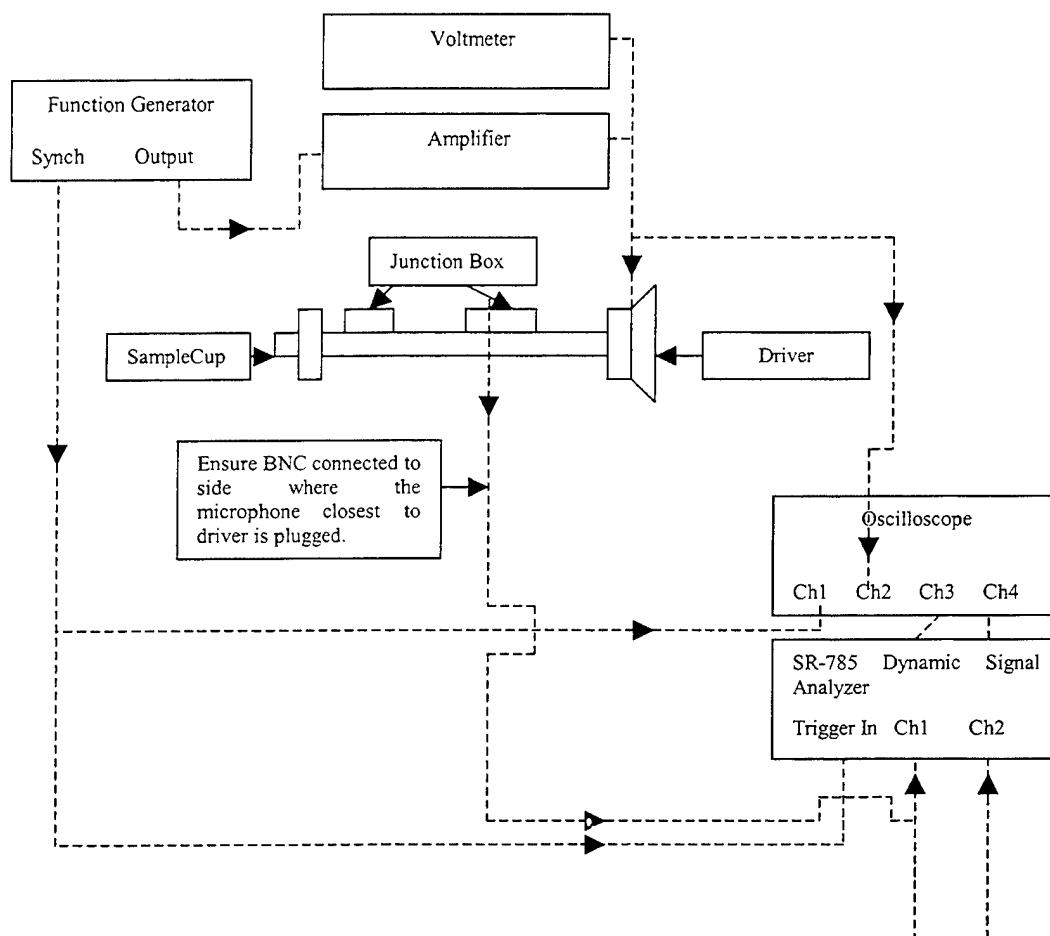 Voltmeter
Function Generator
Synch Output
Amplifier
Junction Box
SampleCup
Driver
Ensure BNC connected to
side where the
microphone closest to
driver is plugged.
Oscilloscope
Ch1 Ch2 Ch3 Ch4
SR-785 Dynamic Signal
Analyzer
Trigger In Ch1 Ch2